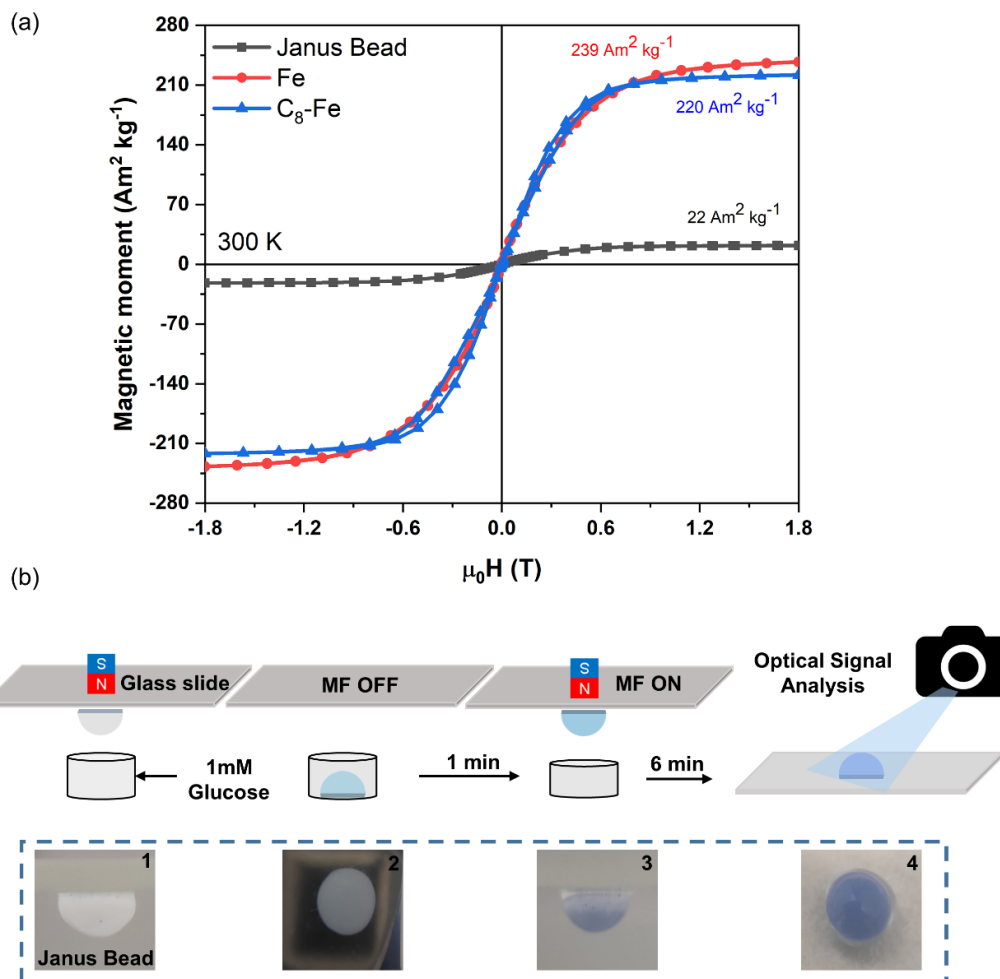 (a)
280
210
140
70
0
-70
-140
-210
-280
Magnetic moment (Am² kg⁻¹)
Janus Bead
Fe
C₈-Fe
239 Am² kg⁻¹
220 Am² kg⁻¹
22 Am² kg⁻¹
300 K
-1.8 -1.2 -0.6 0.0 0.6 1.2 1.8
μ₀H (T)
(b)
S
N
Glass slide
MF OFF
S
N
MF ON
Optical Signal
Analysis
1mM
Glucose
1 min
6 min
1
Janus Bead
2
3
4